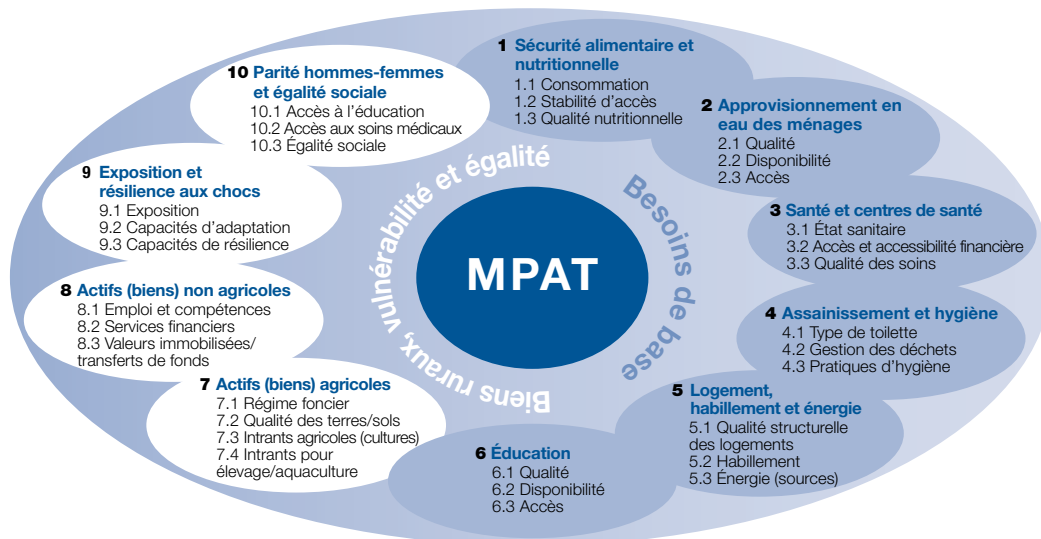 1 Sécurité alimentaire et
nutritionnelle
1.1 Consommation
1.2 Stabilité d'accès
1.3 Qualité nutritionnelle
2 Approvisionnement en
eau des ménages
2.1 Qualité
2.2 Disponibilité
2.3 Accès
3 Santé et centres de santé
3.1 État sanitaire
3.2 Accès et accessibilité financière
3.3 Qualité des soins
4 Assainissement et hygiène
4.1 Type de toilette
4.2 Gestion des déchets
4.3 Pratiques d'hygiène
5 Logement,
habillement et énergie
5.1 Qualité structurelle
des logements
5.2 Habillement
5.3 Énergie (sources)
6 Éducation
6.1 Qualité
6.2 Disponibilité
6.3 Accès
7 Actifs (biens) agricoles
7.1 Régime foncier
7.2 Qualité des terres/sols
7.3 Intrants agricoles (cultures)
7.4 Intrants pour
élevage/aquaculture
8 Actifs (biens) non agricoles
8.1 Emploi et compétences
8.2 Services financiers
8.3 Valeurs immobilisées/
transferts de fonds
9 Exposition et
résilience aux chocs
9.1 Exposition
9.2 Capacités d'adaptation
9.3 Capacités de résilience
10 Parité hommes-femmes
et égalité sociale
10.1 Accès à l'éducation
10.2 Accès aux soins médicaux
10.3 Égalité sociale
Biens ruraux, vulnérabilité et égalité
Besoins de base
MPAT